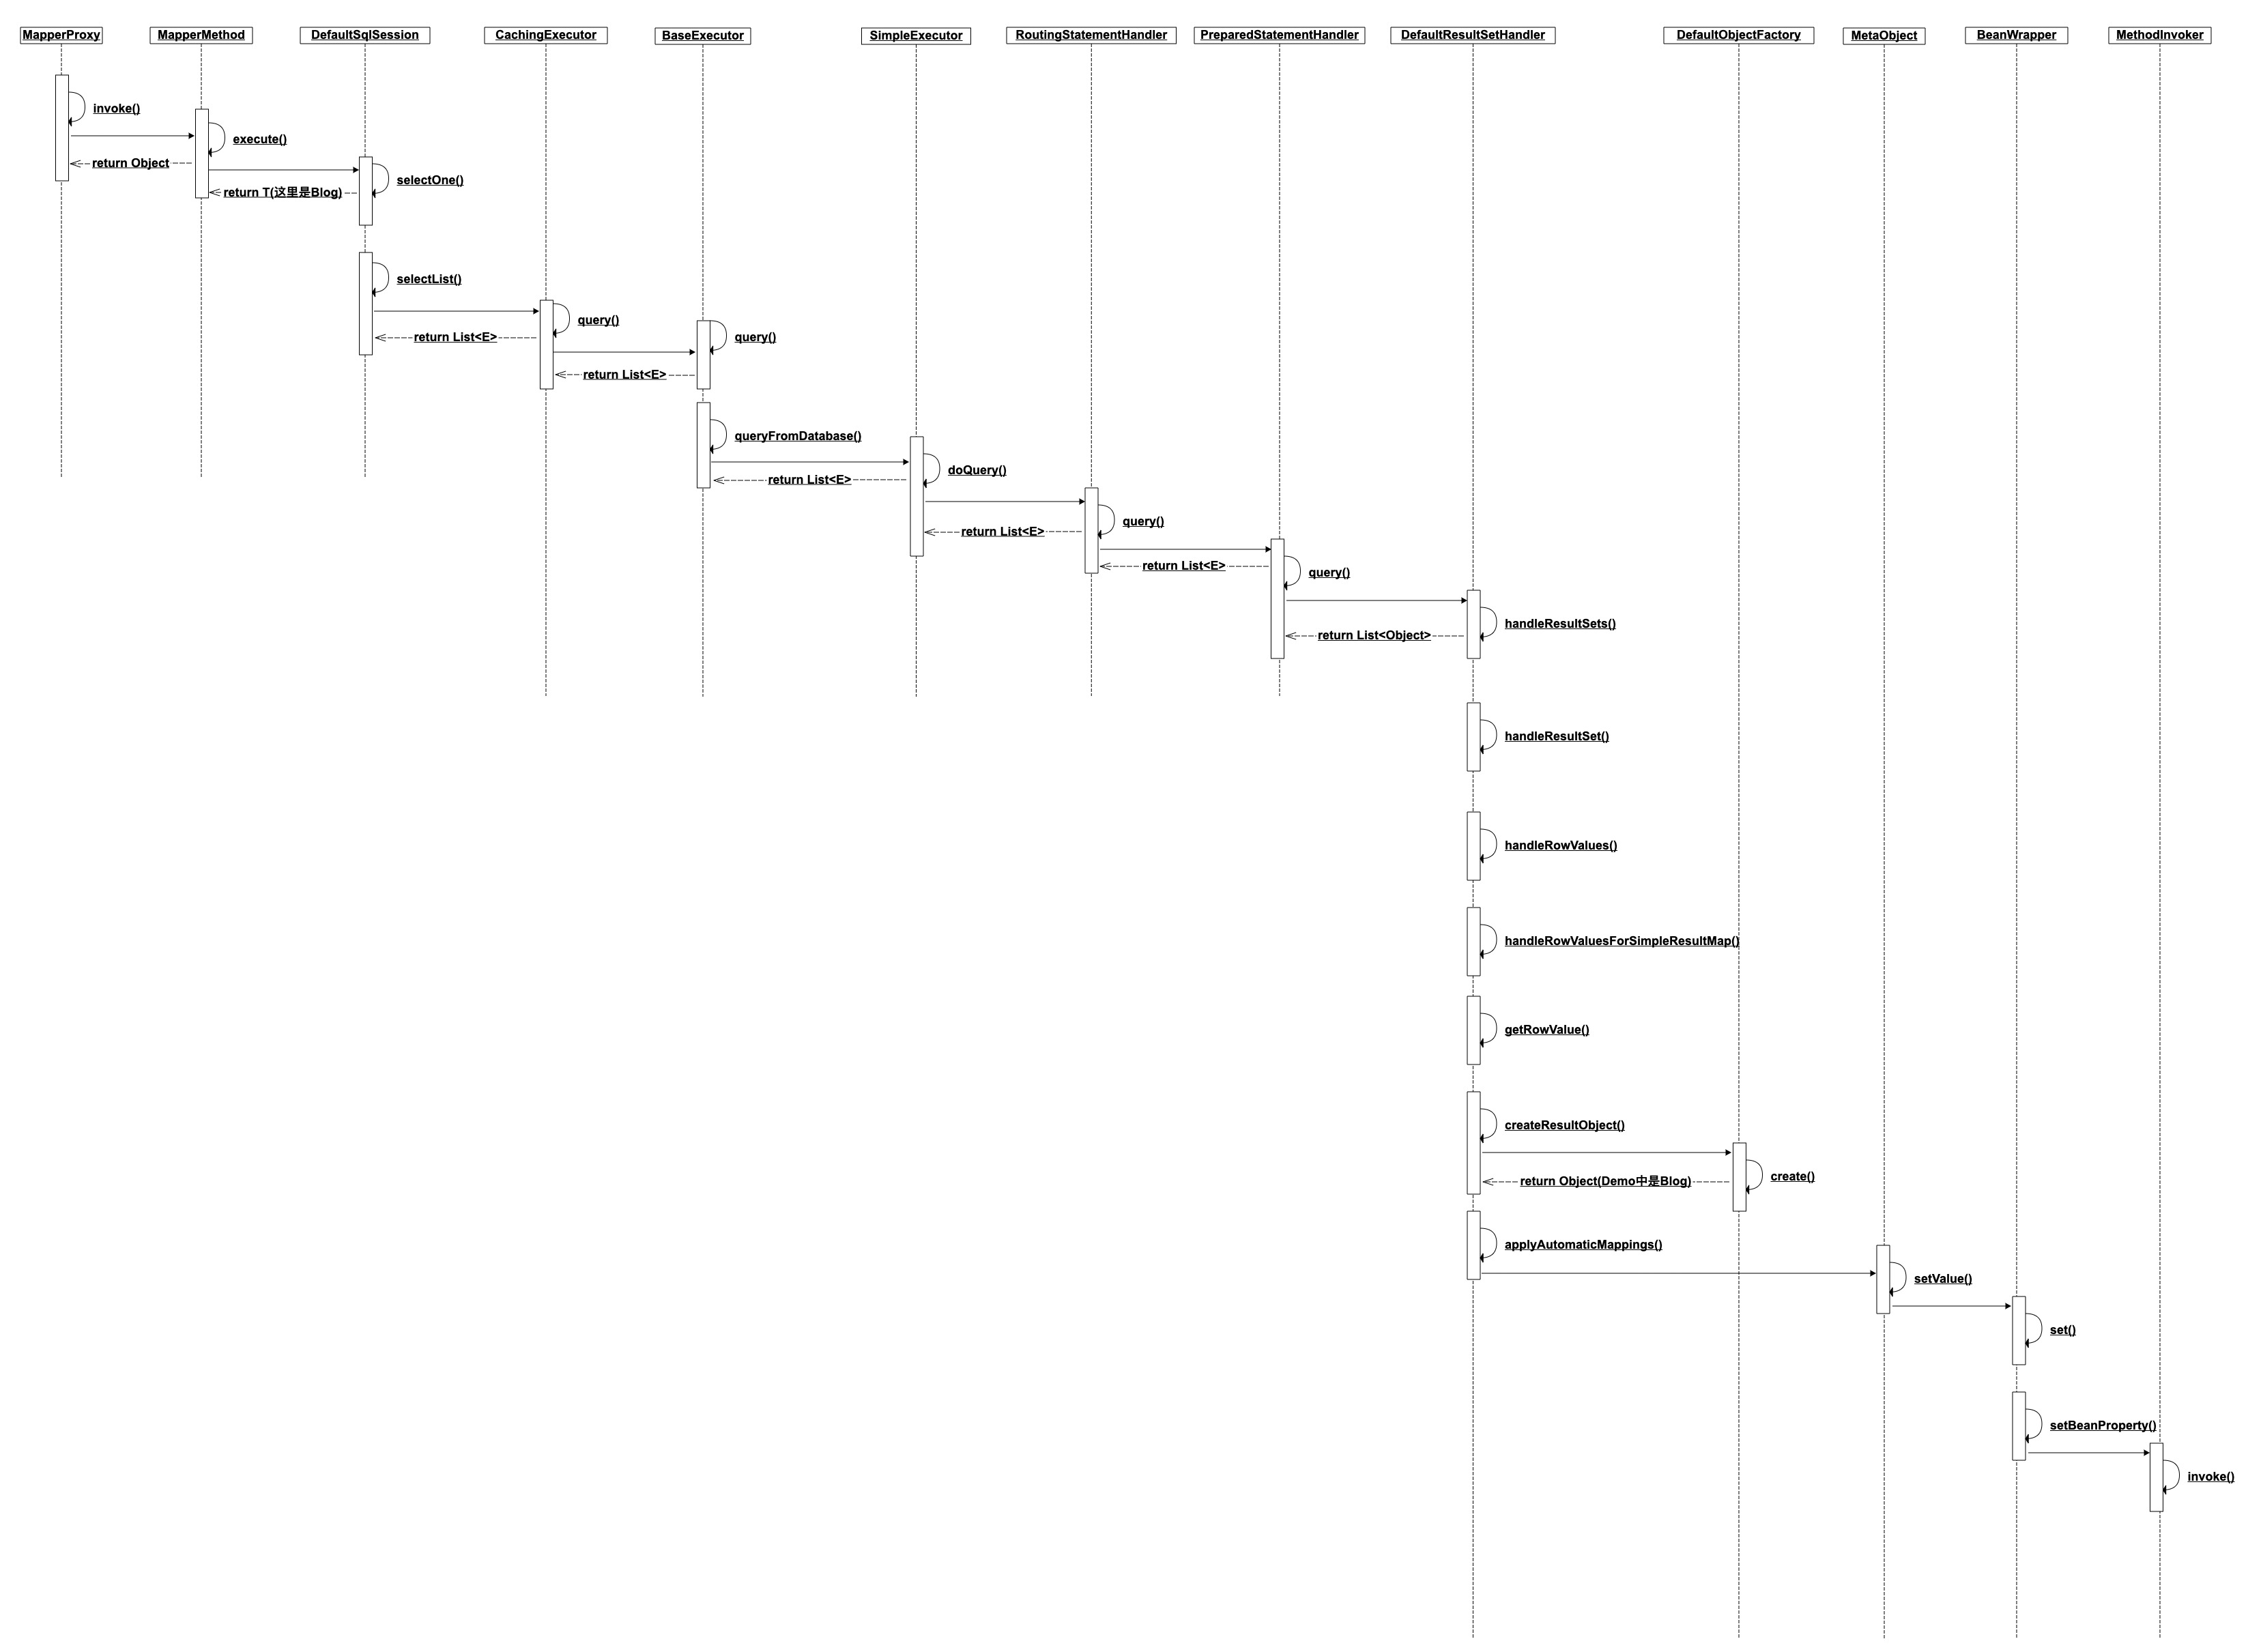 MapperProxy
MapperMethod
DefaultSqlSession
CachingExecutor
BaseExecutor
SimpleExecutor
RoutingStatementHandler
PreparedStatementHandler
DefaultResultSetHandler
DefaultObjectFactory
MetaObject
BeanWrapper
MethodInvoker
invoke()
execute()
return Object
selectOne()
return T(这里是Blog)
selectList()
query()
return List<E>
query()
return List<E>
queryFromDatabase()
doQuery()
return List<E>
query()
return List<E>
return List<E>
query()
handleResultSets()
return List<Object>
handleResultSet()
handleRowValues()
handleRowValuesForSimpleResultMap()
getRowValue()
createResultObject()
create()
return Object(Demo中是Blog)
applyAutomaticMappings()
setValue()
set()
setBeanProperty()
invoke()